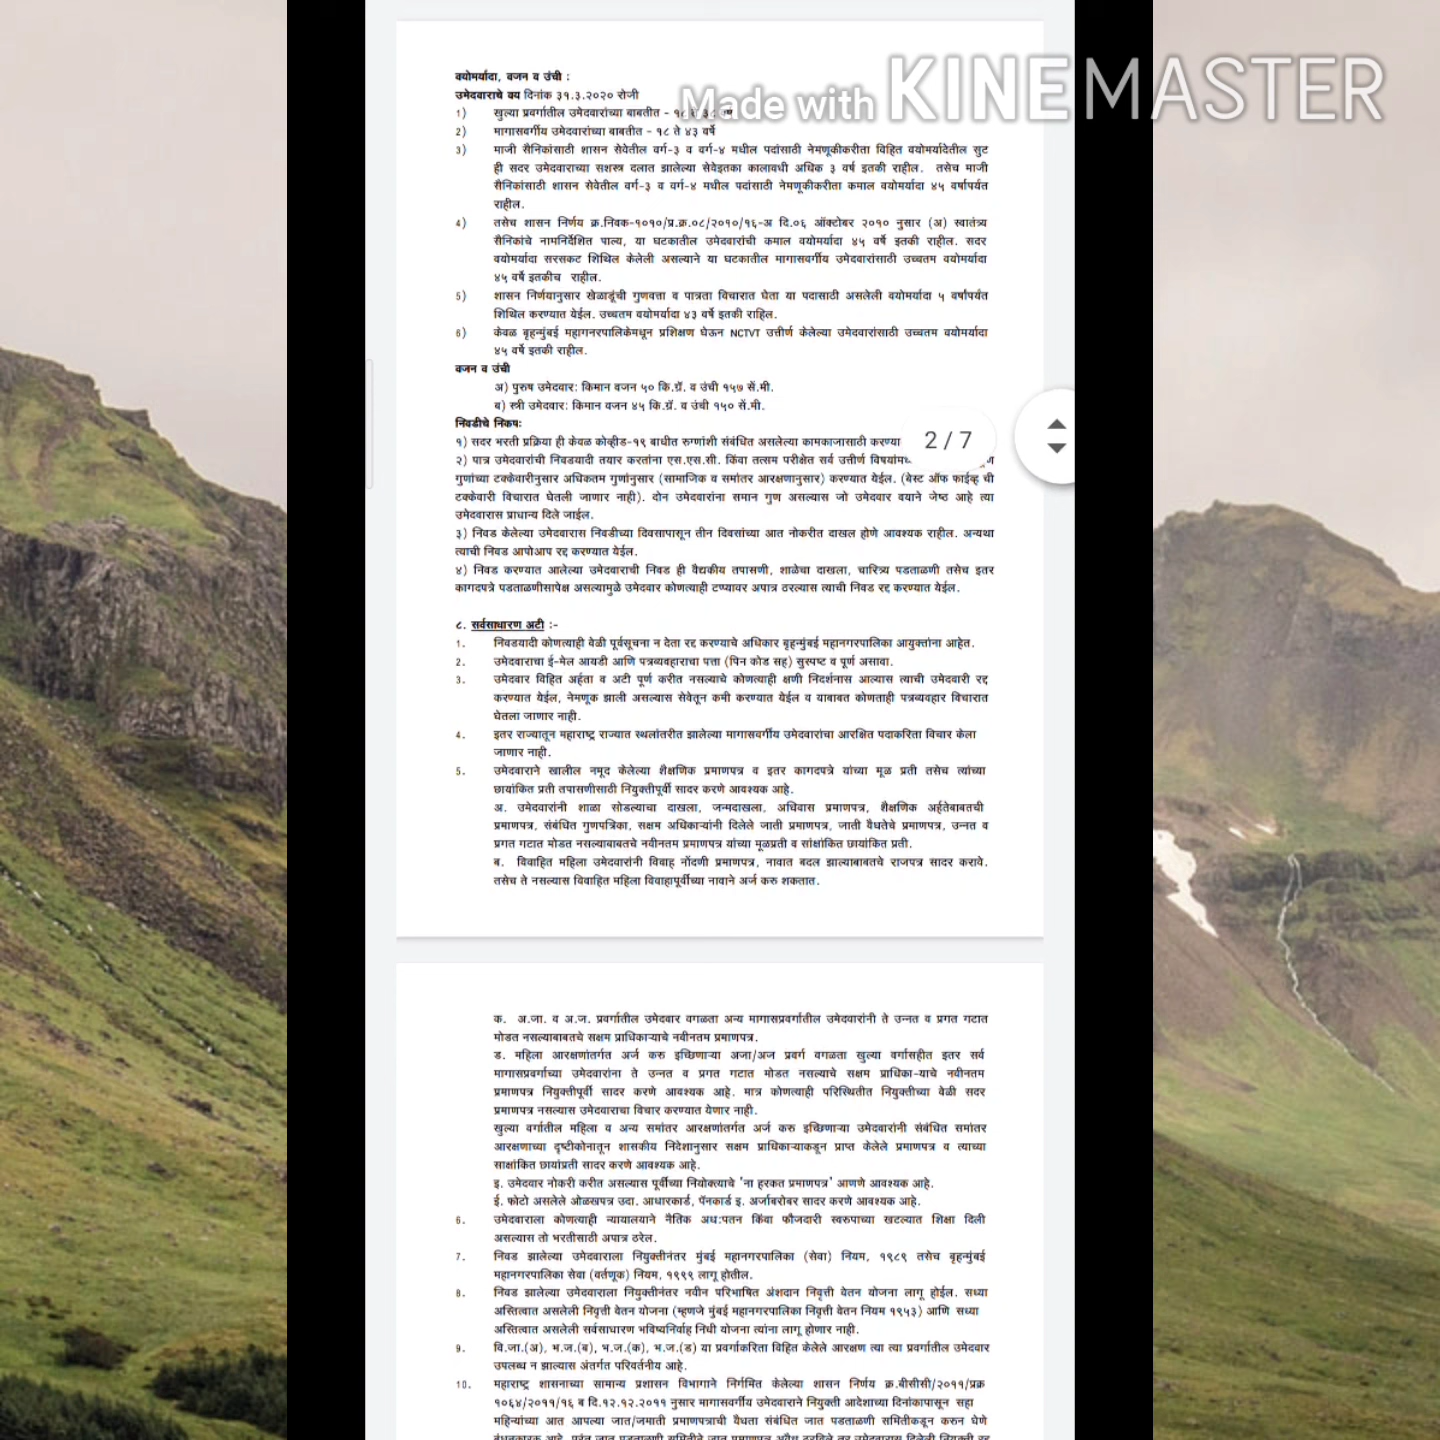 Made with KINEMASTER
वयोमर्यादा, वजन व उंची :
उमेदवाराचे वय दिनांक ३१.३.२०२० रोजी
1) खुल्या प्रवर्गातील उमेदवारांच्या बाबतीत - १८ ते ३८ वर्षे
2) मागासवर्गीय उमेदवारांच्या बाबतीत - १८ ते ४३ वर्षे
3) माजी सैनिकांसाठी शासन सेवेतील वर्ग-३ व वर्ग-४ मधील पदांसाठी नेमणूकीकरीता विहित वयोमर्यादेतील सुट
ही सदर उमेदवाराच्या सशस्त्र दलात झालेल्या सेवेइतका कालावधी अधिक ३ वर्ष इतकी राहील. तसेच माजी
सैनिकांसाठी शासन सेवेतील वर्ग-३ व वर्ग-४ मधील पदांसाठी नेमणूकीकरीता कमाल वयोमर्यादा ४५ वर्षापर्यत
राहील.
4) तसेच शासन निर्णय क्र.निवक-१०१०/प्र.क्र.०८/२०१०/१६-अ दि.०६ ऑक्टोबर २०१० नुसार (अ) स्वातंत्र्य
सैनिकांचे नामनिर्देशित पाल्य, या घटकातील उमेदवारांची कमाल वयोमर्यादा ४५ वर्षे इतकी राहील. सदर
वयोमर्यादा सरसकट शिथिल केलेली असल्याने या घटकातील मागासवर्गीय उमेदवारांसाठी उच्चतम वयोमर्यादा
४५ वर्षे इतकीच राहील.
5) शासन निर्णयानुसार खेळाडूंची गुणवत्ता व पात्रता विचारात घेता या पदासाठी असलेली वयोमर्यादा ५ वर्षांपर्यंत
शिथिल करण्यात येईल. उच्चतम वयोमर्यादा ४३ वर्षे इतकी राहिल.
6) केवळ बृहन्मुंबई महागनरपालिकेमधून प्रशिक्षण घेऊन NCTVT उत्तीर्ण केलेल्या उमेदवारांसाठी उच्चतम वयोमर्यादा
४५ वर्षे इतकी राहील.
वजन व उंची
अ) पुरुष उमेदवार: किमान वजन ५० कि.ग्रॅ. व उंची १५७ सें.मी.
ब) स्त्री उमेदवार: किमान वजन ४५ कि.ग्रॅ. व उंची १५० सें.मी.
निवडीचे निकष:
१) सदर भरती प्रक्रिया ही केवळ कोव्हीड-१९ बाधीत रुग्णांशी संबंधित असलेल्या कामकाजासाठी
2 / 7
२) पात्र उमेदवारांची निवडयादी तयार करतांना एस.एस.सी. किंवा तत्सम परीक्षेत सर्व उत्तीर्ण
गुणांच्या टक्केवारीनुसार अधिकतम गुणांनुसार (सामाजिक व समांतर आरक्षणानुसार) करण्यात येईल. (बेस्ट ऑफ फाईव्ह ची
टक्केवारी विचारात घेतली जाणार नाही). दोन उमेदवारांना समान गुण असल्यास जो उमेदवार वयाने जेष्ठ आहे त्या
उमेदवारास प्राधान्य दिले जाईल.
३) निवड केलेल्या उमेदवारास निवडीच्या दिवसापासून तीन दिवसांच्या आत नोकरीत दाखल होणे आवश्यक राहील. अन्यथा
त्याची निवड आपोआप रद्द करण्यात येईल.
४) निवड करण्यात आलेल्या उमेदवाराची निवड ही वैद्यकीय तपासणी, शाळेचा दाखला, चारित्र्य पडताळणी तसेच इतर
कागदपत्रे पडताळणीसापेक्ष असल्यामुळे उमेदवार कोणत्याही टप्प्यावर अपात्र ठरल्यास त्याची निवड रद्द करण्यात येईल.
८. सर्वसाधारण अटी :-
1. निवडयादी कोणत्याही वेळी पूर्वसूचना न देता रद्द करण्याचे अधिकार बृहन्मुंबई महानगरपालिका आयुक्तांना आहेत.
2. उमेदवाराचा ई-मेल आयडी आणि पत्रव्यवहाराचा पत्ता (पिन कोड सह) सुस्पष्ट व पूर्ण असावा.
3. उमेदवार विहित अर्हता व अटी पूर्ण करीत नसल्याचे कोणत्याही क्षणी निदर्शनास आल्यास त्याची उमेदवारी रद्द
करण्यात येईल, नेमणूक झाली असल्यास सेवेतून कमी करण्यात येईल व याबाबत कोणताही पत्रव्यवहार विचारात
घेतला जाणार नाही.
4. इतर राज्यातून महाराष्ट्र राज्यात स्थलांतरीत झालेल्या मागासवर्गीय उमेदवारांचा आरक्षित पदाकरिता विचार केला
जाणार नाही.
5. उमेदवाराने खालील नमूद केलेल्या शैक्षणिक प्रमाणपत्र व इतर कागदपत्रे यांच्या मूळ प्रती तसेच त्यांच्या
छायांकित प्रती तपासणीसाठी नियुक्तीपूर्वी सादर करणे आवश्यक आहे.
अ. उमेदवारांनी शाळा सोडल्याचा दाखला, जन्मदाखला, अधिवास प्रमाणपत्र, शैक्षणिक अर्हतेबाबतची
प्रमाणपत्र, संबंधित गुणपत्रिका, सक्षम अधिकाऱ्यांनी दिलेले जाती प्रमाणपत्र, जाती वैधतेचे प्रमाणपत्र, उन्नत व
प्रगत गटात मोडत नसल्याबाबतचे नवीनतम प्रमाणपत्र यांच्या मूळप्रती व सांक्षांकित छायांकित प्रती.
ब. विवाहित महिला उमेदवारांनी विवाह नोंदणी प्रमाणपत्र, नावात बदल झाल्याबाबतचे राजपत्र सादर करावे.
तसेच ते नसल्यास विवाहित महिला विवाहापूर्वीच्या नावाने अर्ज करु शकतात.
क. अ.जा. व अ.ज. प्रवर्गातील उमेदवार वगळता अन्य मागासप्रवर्गातील उमेदवारांनी ते उन्नत व प्रगत गटात
मोडत नसल्याबाबतचे सक्षम प्राधिकाऱ्याचे नवीनतम प्रमाणपत्र.
ड. महिला आरक्षणांतर्गत अर्ज करु इच्छिणाऱ्या अजा/अज प्रवर्ग वगळता खुल्या वर्गासहीत इतर सर्व
मागासप्रवर्गाच्या उमेदवारांना ते उन्नत व प्रगत गटात मोडत नसल्याचे सक्षम प्राधिका-याचे नवीनतम
प्रमाणपत्र नियुक्तीपूर्वी सादर करणे आवश्यक आहे. मात्र कोणत्याही परिस्थितीत नियुक्तीच्या वेळी सदर
प्रमाणपत्र नसल्यास उमेदवाराचा विचार करण्यात येणार नाही.
खुल्या वर्गातील महिला व अन्य समांतर आरक्षणांतर्गत अर्ज करु इच्छिणाऱ्या उमेदवारांनी संबंधित समांतर
आरक्षणाच्या दृष्टीकोनातून शासकीय निदेशानुसार सक्षम प्राधिकाऱ्याकडून प्राप्त केलेले प्रमाणपत्र व त्याच्या
साक्षांकित छायांप्रती सादर करणे आवश्यक आहे.
इ. उमेदवार नोकरी करीत असल्यास पूर्वीच्या नियोक्त्याचे 'ना हरकत प्रमाणपत्र' आणणे आवश्यक आहे.
ई. फोटो असलेले ओळखपत्र उदा. आधारकार्ड, पॅनकार्ड इ. अर्जाबरोबर सादर करणे आवश्यक आहे.
6. उमेदवाराला कोणत्याही न्यायालयाने नैतिक अध:पतन किंवा फौजदारी स्वरुपाच्या खटल्यात शिक्षा दिली
असल्यास तो भरतीसाठी अपात्र ठरेल.
7. निवड झालेल्या उमेदवाराला नियुक्तीनंतर मुंबई महानगरपालिका (सेवा) नियम, १९८९ तसेच बृहन्मुंबई
महानगरपालिका सेवा (वर्तणूक) नियम, १९९९ लागू होतील.
8. निवड झालेल्या उमेदवाराला नियुक्तीनंतर नवीन परिभाषित अंशदान निवृत्ती वेतन योजना लागू होईल. सध्या
अस्तित्वात असलेली निवृत्ती वेतन योजना (म्हणजे मुंबई महानगरपालिका निवृत्ती वेतन नियम १९५३) आणि सध्या
अस्तित्वात असलेली सर्वसाधारण भविष्यनिर्वाह निधी योजना त्यांना लागू होणार नाही.
9. वि.जा.(अ), भ.ज.(ब), भ.ज.(क), भ.ज.(ड) या प्रवर्गाकरिता विहित केलेले आरक्षण त्या त्या प्रवर्गातील उमेदवार
उपलब्ध न झाल्यास अंतर्गत परिवर्तनीय आहे.
10. महाराष्ट्र शासनाच्या सामान्य प्रशासन विभागाने निर्गमित केलेल्या शासन निर्णय क्र.बीसीसी/२०११/प्रक्र
१०६४/२०११/१६ ब दि.१२.१२.२०११ नुसार मागासवर्गीय उमेदवाराने नियुक्ती आदेशाच्या दिनांकापासून सहा
महिन्यांच्या आत आपल्या जात/जमाती प्रमाणपत्राची वैधता संबंधित जात पडताळणी समितीकडून करुन घेणे